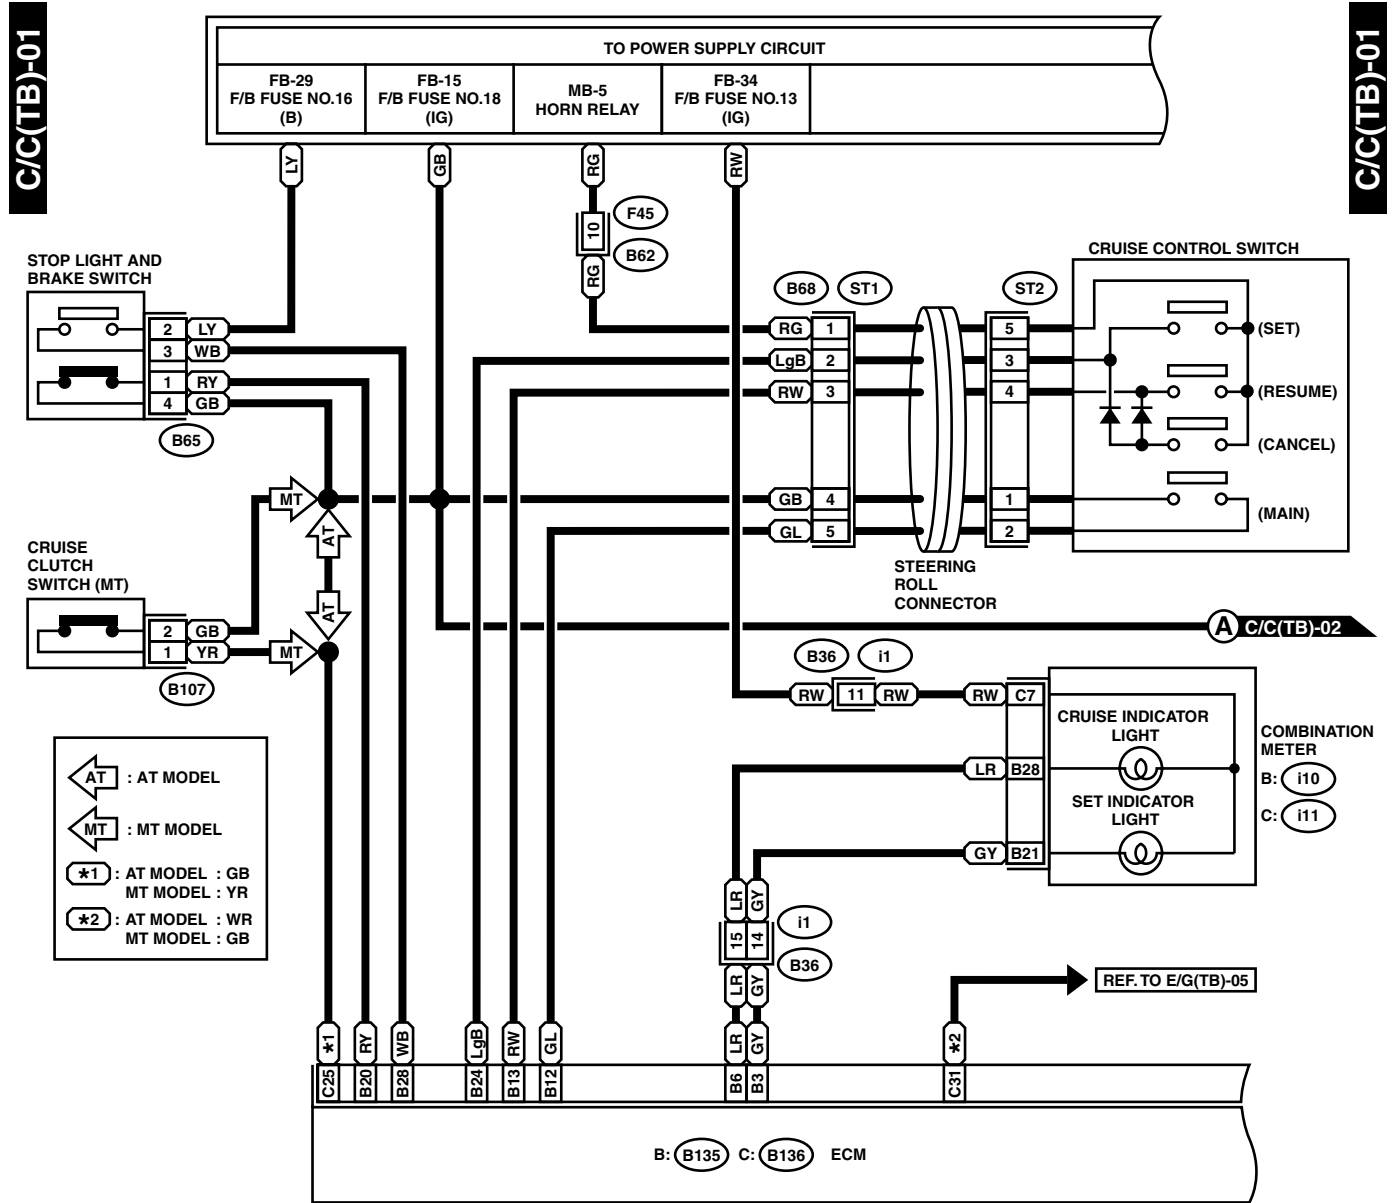 C/C(TB)-01
C/C(TB)-01
TO POWER SUPPLY CIRCUIT
FB-29
F/B FUSE NO.16
(B)
FB-15
F/B FUSE NO.18
(IG)
MB-5
HORN RELAY
FB-34
F/B FUSE NO.13
(IG)
LY
GB
RG
RW
10
F45
B62
RG
STOP LIGHT AND
BRAKE SWITCH
2 LY
3 WB
1 RY
4 GB
B65
CRUISE CONTROL SWITCH
B68 ST1
ST2
RG 1
LgB 2
RW 3
GB 4
GL 5
5
3
4
1
2
(SET)
(RESUME)
(CANCEL)
(MAIN)
STEERING
ROLL
CONNECTOR
MT
AT
AT
MT
CRUISE
CLUTCH
SWITCH (MT)
2 GB
1 YR
B107
A C/C(TB)-02
B36 i1
RW 11 RW
RW C7
CRUISE INDICATOR
LIGHT
LR B28
SET INDICATOR
LIGHT
GY B21
COMBINATION
METER
B: i10
C: i11
AT : AT MODEL
MT : MT MODEL
*1 : AT MODEL : GB
MT MODEL : YR
*2 : AT MODEL : WR
MT MODEL : GB
LR GY
15 14
i1
B36
LR GY
REF. TO E/G(TB)-05
*1 RY WB LgB RW GL LR GY *2
C25 B20 B28 B24 B13 B12 B6 B3 C31
B: B135 C: B136 ECM